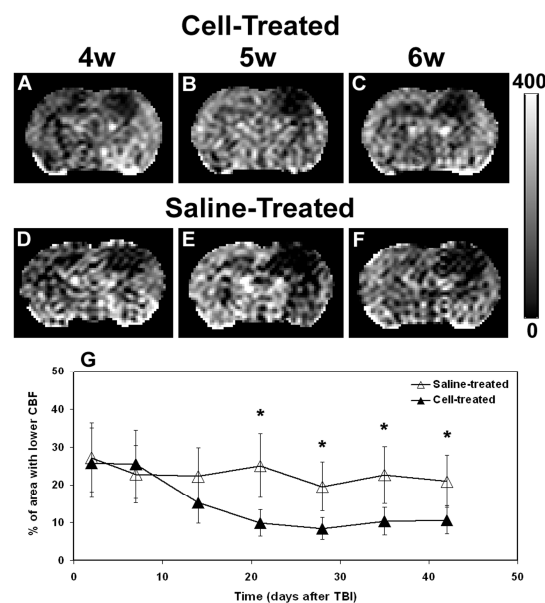 Cell-Treated
4w 5w 6w
A B C
400
Saline-Treated
D E F
0
G
50
40
30
20
10
0
% of area with lower CBF
Saline-treated
Cell-treated
* * * *
0 10 20 30 40 50
Time (days after TBI)